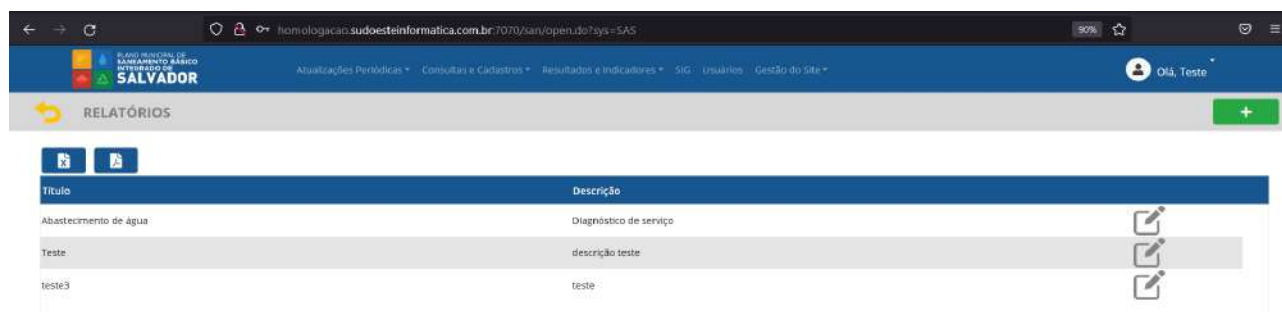 homologacao.sudoesteinformatica.com.br:7070/san/open.do?sys=SAS 90%
PLANO MUNICIPAL DE
SANEAMENTO BÁSICO
INTEGRADO DE
SALVADOR
Atualizações Periódicas Consultas e Cadastros Resultados e Indicadores SIG Usuários Gestão do Site Olá, Teste
RELATÓRIOS +
Título Descrição
Abastecimento de água Diagnóstico de serviço
Teste descrição teste
teste3 teste